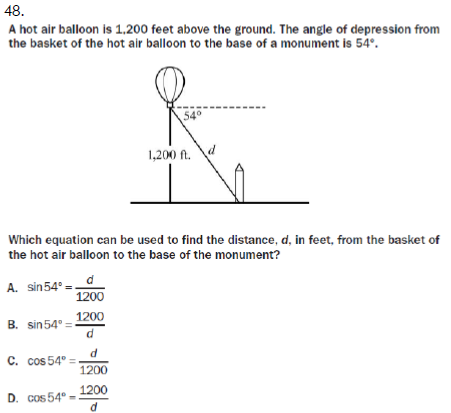 48.
A hot air balloon is 1,200 feet above the ground. The angle of depression from
the basket of the hot air balloon to the base of a monument is 54°.
54°
1,200 ft.
d
Which equation can be used to find the distance, d, in feet, from the basket of
the hot air balloon to the base of the monument?
A. sin 54° = d/1200
B. sin 54° = 1200/d
C. cos 54° = d/1200
D. cos 54° = 1200/d